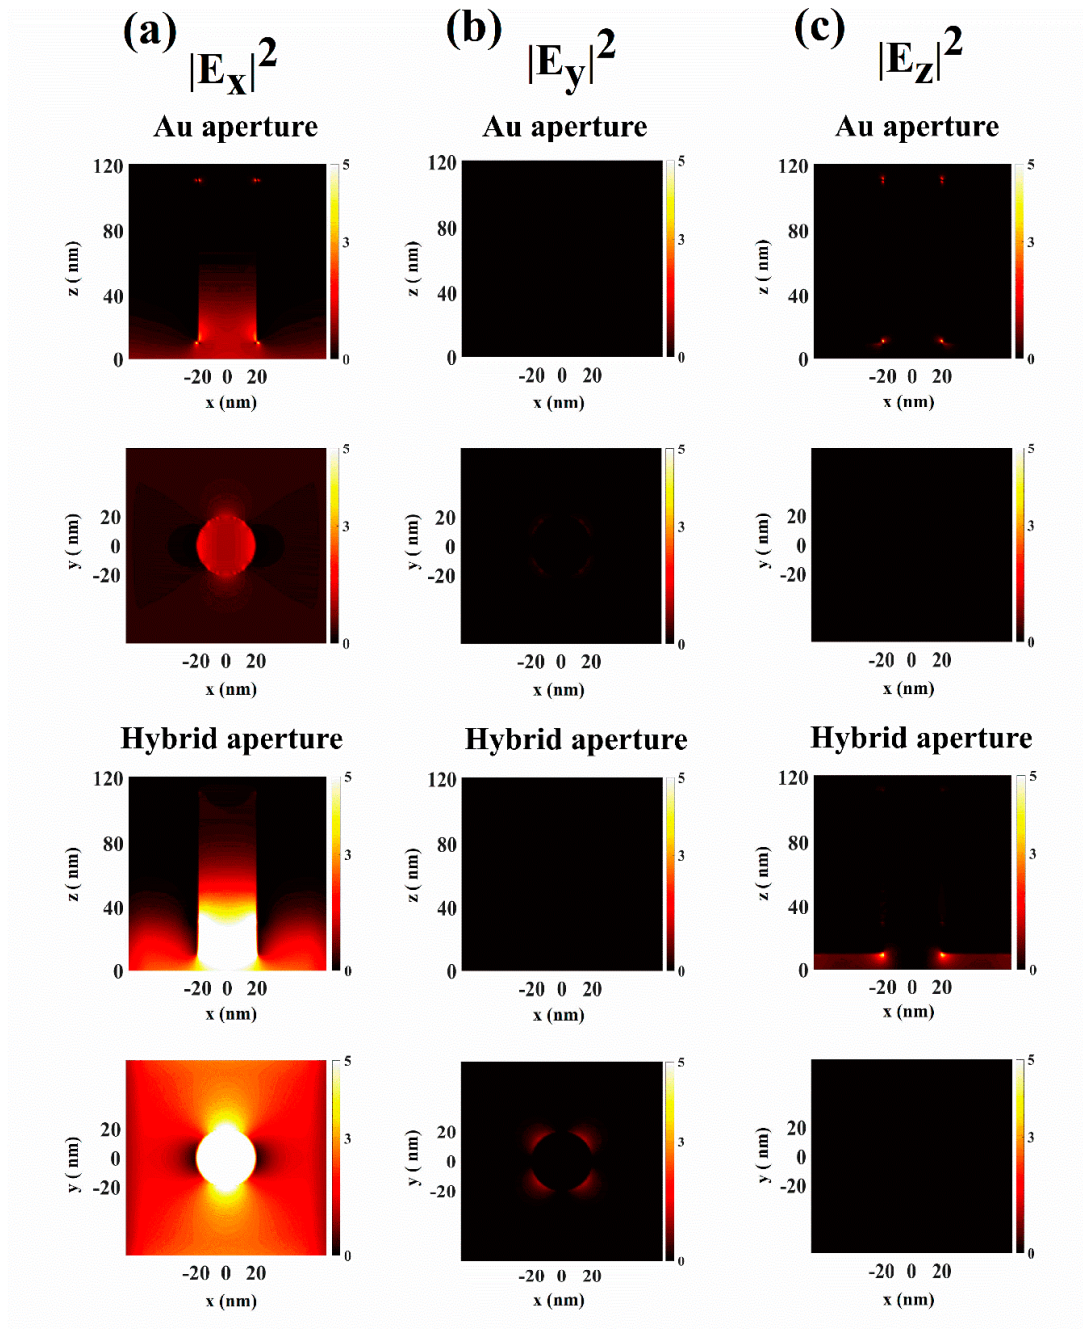 (a) (b) (c)
|Ex|² |Ey|² |Ez|²
Au aperture Au aperture Au aperture
120 5 120 5 120 5
80 3 80 3 80 3
z ( nm) z ( nm) z ( nm)
40 40 40
0 0 0 0 0 0
-20 0 20 -20 0 20 -20 0 20
x (nm) x (nm) x (nm)
5 5 5
20 3 20 3 20 3
y ( nm) 0 y ( nm) 0 y ( nm) 0
-20 -20 -20
0 0 0
-20 0 20 -20 0 20 -20 0 20
x (nm) x (nm) x (nm)
Hybrid aperture Hybrid aperture Hybrid aperture
120 5 120 5 120 5
80 3 80 3 80 3
z ( nm) z ( nm) z ( nm)
40 40 40
0 0 0 0 0 0
-20 0 20 -20 0 20 -20 0 20
x (nm) x (nm) x (nm)
5 5 5
20 3 20 3 20 3
y ( nm) 0 y ( nm) 0 y ( nm) 0
-20 -20 -20
0 0 0
-20 0 20 -20 0 20 -20 0 20
x (nm) x (nm) x (nm)